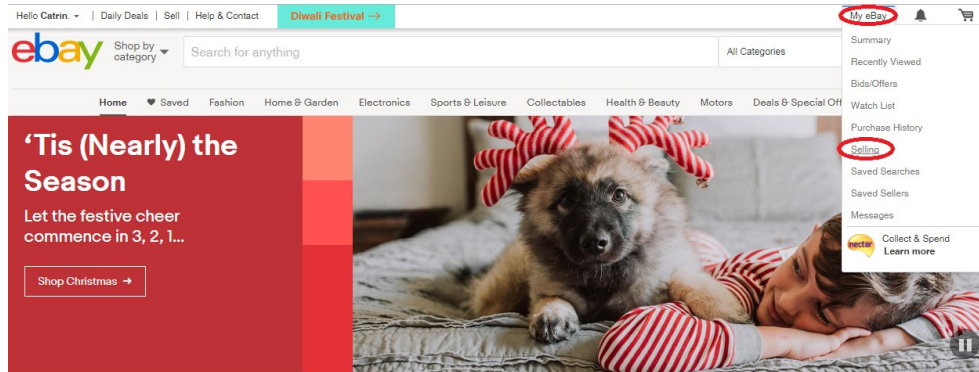 Hello Catrin. | Daily Deals | Sell | Help & Contact Diwali Festival → My eBay
ebay
Shop by
category
Search for anything
All Categories
Home Saved Fashion Home & Garden Electronics Sports & Leisure Collectables Health & Beauty Motors Deals & Special Off
Summary
Recently Viewed
Bids/Offers
Watch List
Purchase History
Selling
Saved Searches
Saved Sellers
Messages
nectar
Collect & Spend
Learn more
‘Tis (Nearly) the
Season
Let the festive cheer
commence in 3, 2, 1...
Shop Christmas →